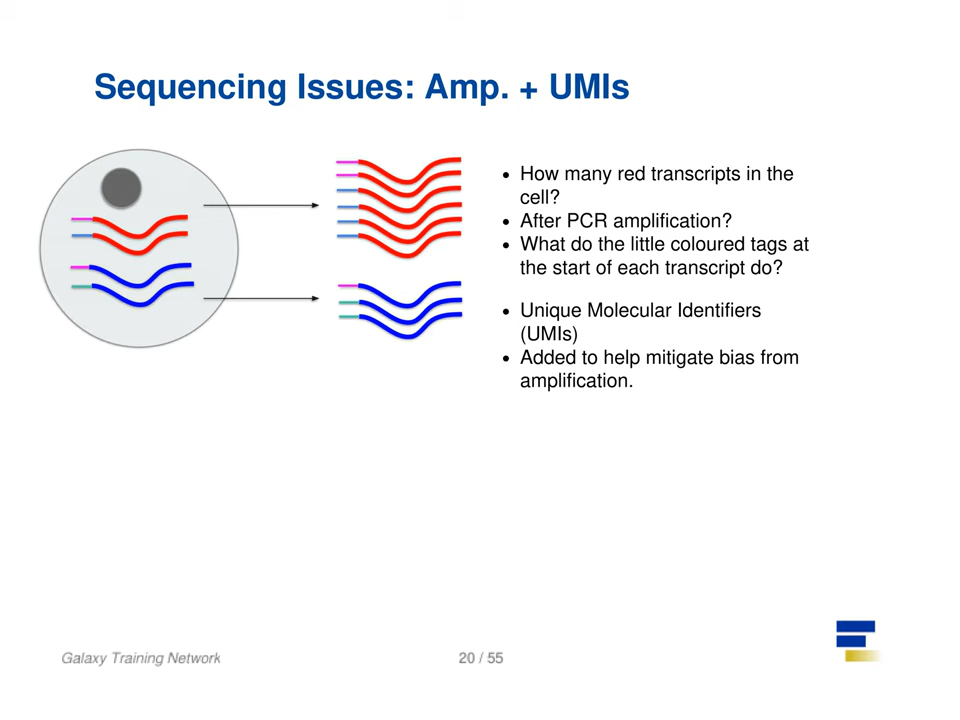 Sequencing Issues: Amp. + UMIs
• How many red transcripts in the
cell?
• After PCR amplification?
• What do the little coloured tags at
the start of each transcript do?
• Unique Molecular Identifiers
(UMIs)
• Added to help mitigate bias from
amplification.
Galaxy Training Network
20 / 55